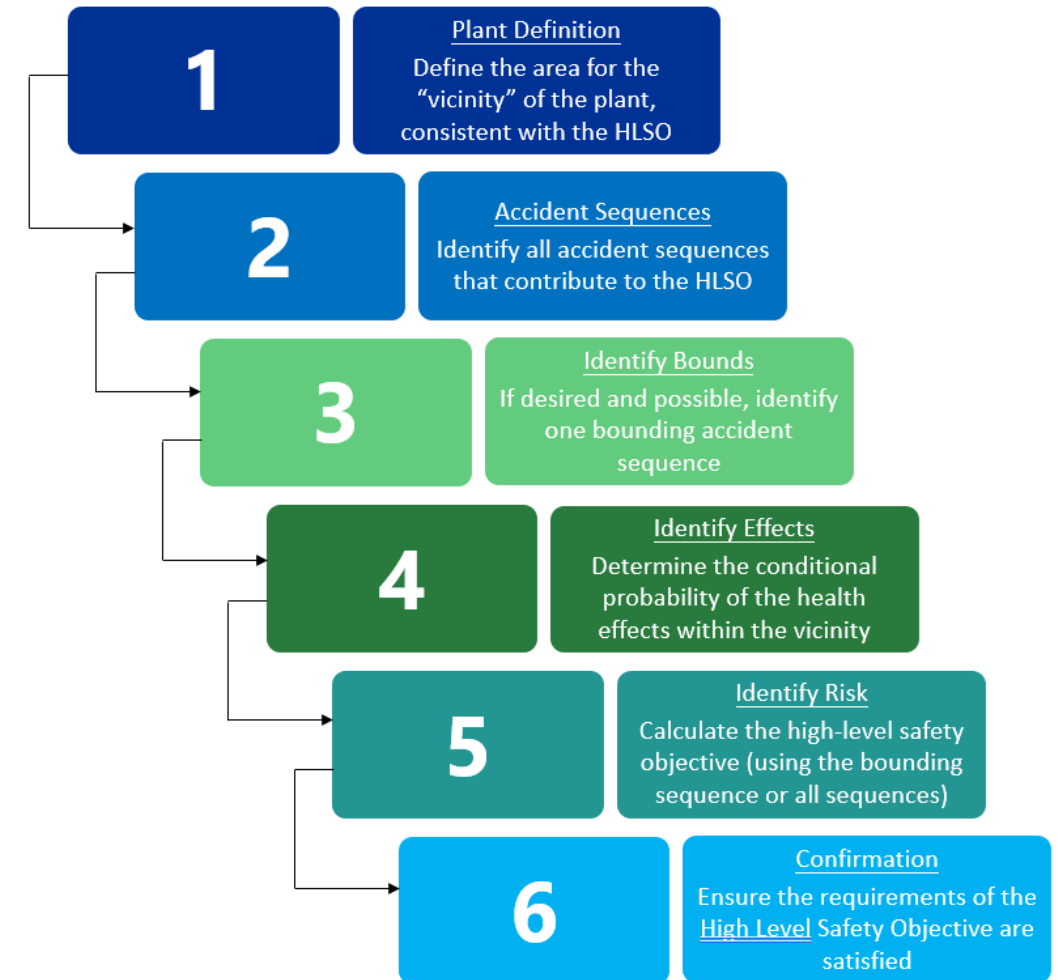 1
Plant Definition
Define the area for the
“vicinity” of the plant,
consistent with the HLSO
2
Accident Sequences
Identify all accident sequences
that contribute to the HLSO
3
Identify Bounds
If desired and possible, identify
one bounding accident
sequence
4
Identify Effects
Determine the conditional
probability of the health
effects within the vicinity
5
Identify Risk
Calculate the high-level safety
objective (using the bounding
sequence or all sequences)
6
Confirmation
Ensure the requirements of the
High Level Safety Objective are
satisfied